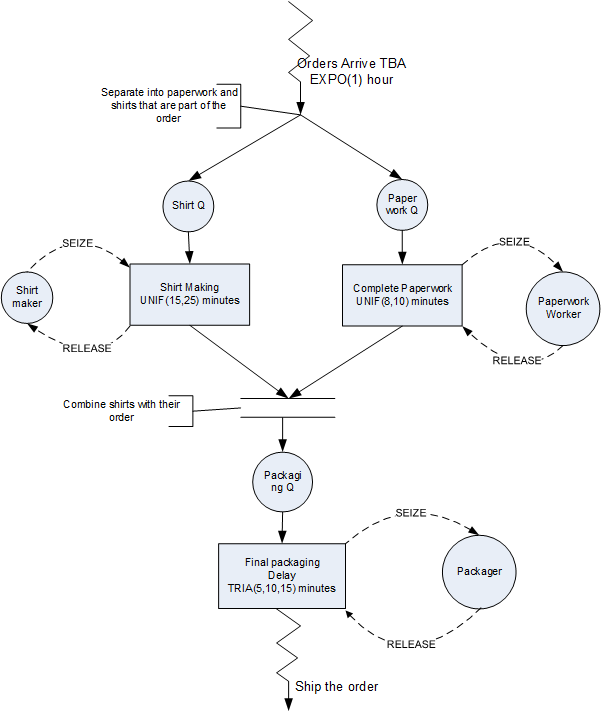 Orders Arrive TBA
EXPO(1) hour
Separate into paperwork and
shirts that are part of the
order
Shirt Q
Paper
work Q
SEIZE
SEIZE
Shirt
maker
Shirt Making
UNIF(15,25) minutes
Complete Paperwork
UNIF(8,10) minutes
Paperwork
Worker
RELEASE
RELEASE
Combine shirts with their
order
Packagi
ng Q
SEIZE
Final packaging
Delay
TRIA(5,10,15) minutes
Packager
RELEASE
Ship the order